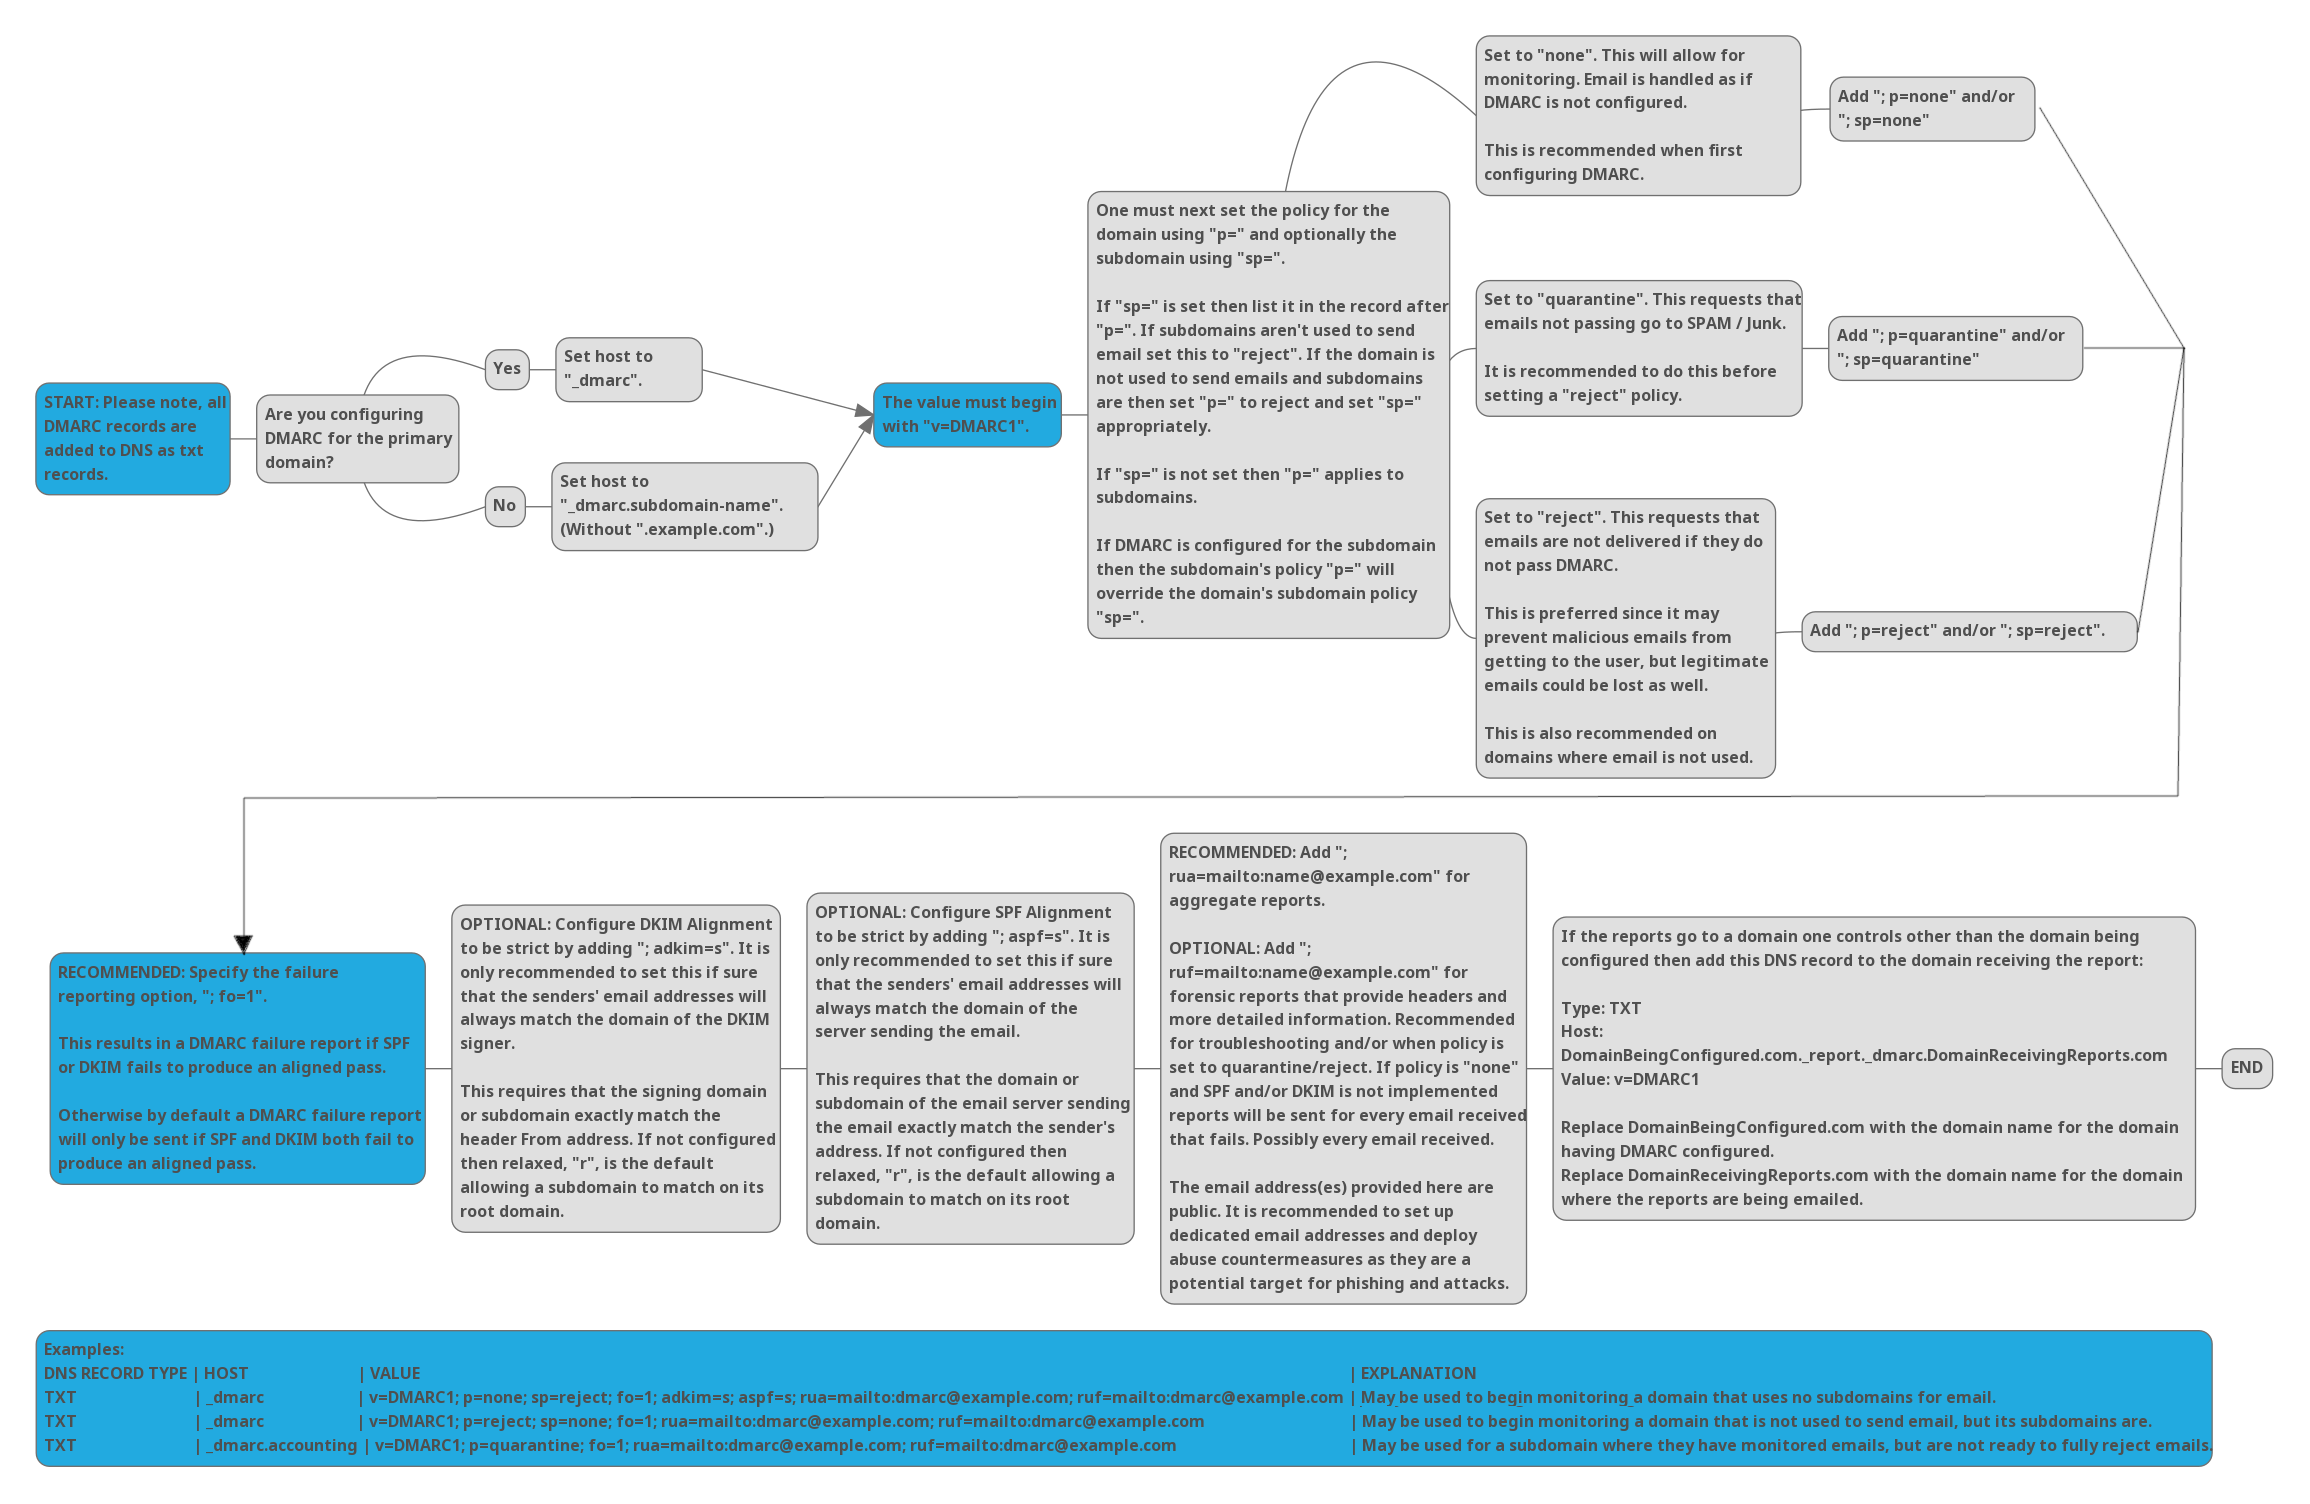 START: Please note, all
DMARC records are
added to DNS as txt
records.
Are you configuring
DMARC for the primary
domain?
Yes
Set host to
"_dmarc".
No
Set host to
"_dmarc.subdomain-name".
(Without ".example.com".)
The value must begin
with "v=DMARC1".
One must next set the policy for the
domain using "p=" and optionally the
subdomain using "sp=".
If "sp=" is set then list it in the record after
"p=". If subdomains aren't used to send
email set this to "reject". If the domain is
not used to send emails and subdomains
are then set "p=" to reject and set "sp="
appropriately.
If "sp=" is not set then "p=" applies to
subdomains.
If DMARC is configured for the subdomain
then the subdomain's policy "p=" will
override the domain's subdomain policy
"sp=".
Set to "none". This will allow for
monitoring. Email is handled as if
DMARC is not configured.
This is recommended when first
configuring DMARC.
Add "; p=none" and/or
"; sp=none"
Set to "quarantine". This requests that
emails not passing go to SPAM / Junk.
It is recommended to do this before
setting a "reject" policy.
Add "; p=quarantine" and/or
"; sp=quarantine"
Set to "reject". This requests that
emails are not delivered if they do
not pass DMARC.
This is preferred since it may
prevent malicious emails from
getting to the user, but legitimate
emails could be lost as well.
This is also recommended on
domains where email is not used.
Add "; p=reject" and/or "; sp=reject".
RECOMMENDED: Specify the failure
reporting option, "; fo=1".
This results in a DMARC failure report if SPF
or DKIM fails to produce an aligned pass.
Otherwise by default a DMARC failure report
will only be sent if SPF and DKIM both fail to
produce an aligned pass.
OPTIONAL: Configure DKIM Alignment
to be strict by adding "; adkim=s". It is
only recommended to set this if sure
that the senders' email addresses will
always match the domain of the DKIM
signer.
This requires that the signing domain
or subdomain exactly match the
header From address. If not configured
then relaxed, "r", is the default
allowing a subdomain to match on its
root domain.
OPTIONAL: Configure SPF Alignment
to be strict by adding "; aspf=s". It is
only recommended to set this if sure
that the senders' email addresses will
always match the domain of the
server sending the email.
This requires that the domain or
subdomain of the email server sending
the email exactly match the sender's
address. If not configured then
relaxed, "r", is the default allowing a
subdomain to match on its root
domain.
RECOMMENDED: Add ";
rua=mailto:name@example.com" for
aggregate reports.
OPTIONAL: Add ";
ruf=mailto:name@example.com" for
forensic reports that provide headers and
more detailed information. Recommended
for troubleshooting and/or when policy is
set to quarantine/reject. If policy is "none"
and SPF and/or DKIM is not implemented
reports will be sent for every email received
that fails. Possibly every email received.
The email address(es) provided here are
public. It is recommended to set up
dedicated email addresses and deploy
abuse countermeasures as they are a
potential target for phishing and attacks.
If the reports go to a domain one controls other than the domain being
configured then add this DNS record to the domain receiving the report:
Type: TXT
Host:
DomainBeingConfigured.com._report._dmarc.DomainReceivingReports.com
Value: v=DMARC1
Replace DomainBeingConfigured.com with the domain name for the domain
having DMARC configured.
Replace DomainReceivingReports.com with the domain name for the domain
where the reports are being emailed.
END
Examples:
DNS RECORD TYPE | HOST | VALUE | EXPLANATION
TXT | _dmarc | v=DMARC1; p=none; sp=reject; fo=1; adkim=s; aspf=s; rua=mailto:dmarc@example.com; ruf=mailto:dmarc@example.com | May be used to begin monitoring a domain that uses no subdomains for email.
TXT | _dmarc | v=DMARC1; p=reject; sp=none; fo=1; rua=mailto:dmarc@example.com; ruf=mailto:dmarc@example.com | May be used to begin monitoring a domain that is not used to send email, but its subdomains are.
TXT | _dmarc.accounting | v=DMARC1; p=quarantine; fo=1; rua=mailto:dmarc@example.com; ruf=mailto:dmarc@example.com | May be used for a subdomain where they have monitored emails, but are not ready to fully reject emails.